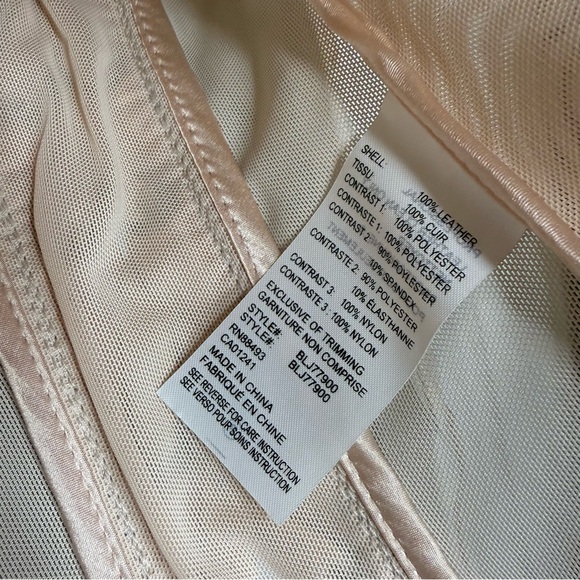 SHELL: 100% LEATHER
TISSU: 100% CUIR
CONTRAST 1: 100% POLYESTER
CONTRASTE 1: 100% POLYESTER
CONTRAST 2: 90% POYLESTER
10% SPANDEX
CONTRASTE 2: 90% POLYESTER
10% ÉLASTHANNE
CONTRAST 3: 100% NYLON
CONTRASTE 3: 100% NYLON
EXCLUSIVE OF TRIMMING
GARNITURE NON COMPRISE
STYLE#: BLJ77900
STYLE#: BLJ77900
RN88493
CA01241
MADE IN CHINA
FABRIQUÉ EN CHINE
SEE REVERSE FOR CARE INSTRUCTION
SEE VERSO POUR SOINS INSTRUCTION